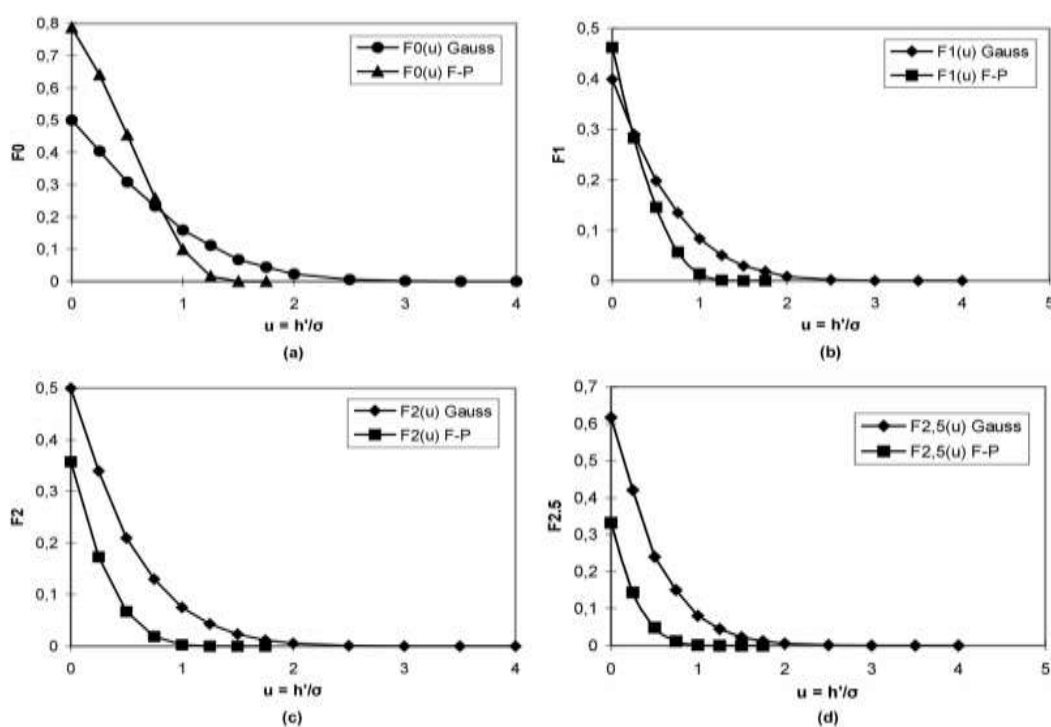 0,8
0,7
0,6
0,5
0,4
0,3
0,2
0,1
0
F0
F0(u) Gauss
F0(u) F-P
0 1 2 3 4
u = h'/σ
(a)
0,5
0,4
0,3
0,2
0,1
0
F1
F1(u) Gauss
F1(u) F-P
0 1 2 3 4 5
u = h'/σ
(b)
0,5
0,4
0,3
0,2
0,1
0
F2
F2(u) Gauss
F2(u) F-P
0 1 2 3 4
u = h'/σ
(c)
0,7
0,6
0,5
0,4
0,3
0,2
0,1
0
F2.5
F2,5(u) Gauss
F2,5(u) F-P
0 1 2 3 4 5
u = h'/σ
(d)